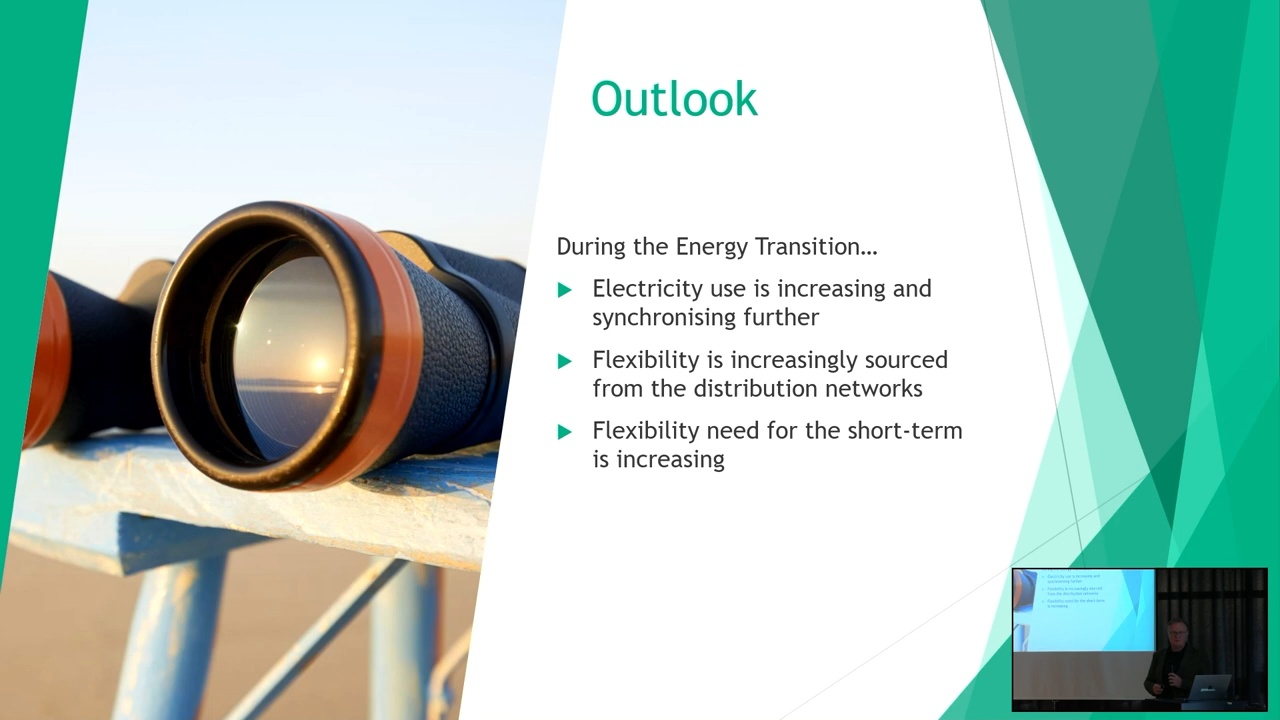 Outlook
During the Energy Transition…
Electricity use is increasing and
synchronising further
Flexibility is increasingly sourced
from the distribution networks
Flexibility need for the short-term
is increasing